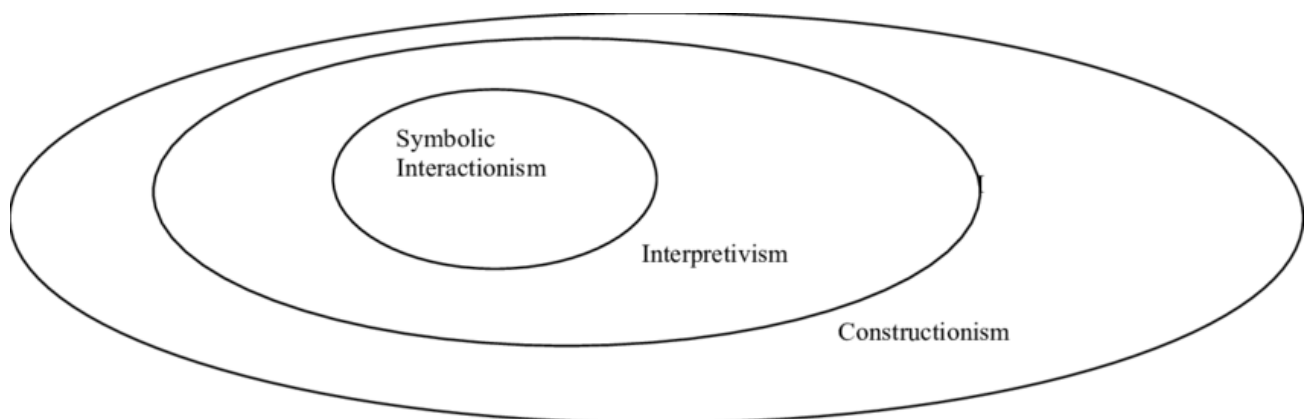 Symbolic
Interactionism
I
Interpretivism
Constructionism